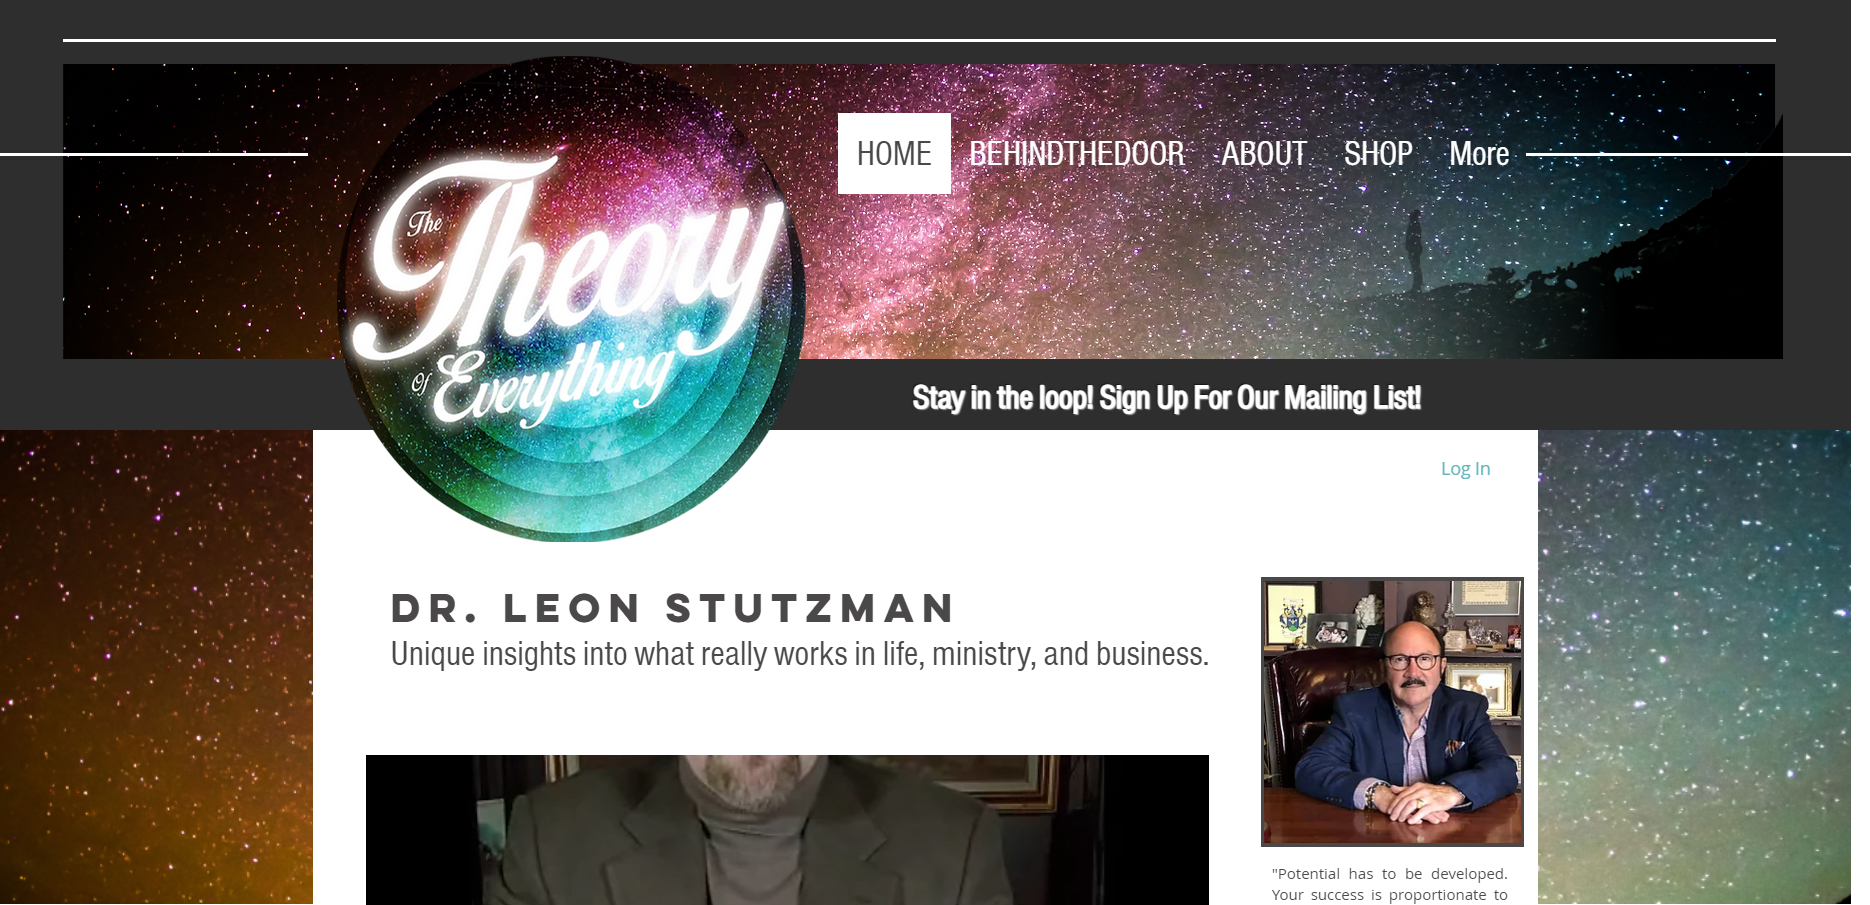 HOME BEHINDTHEDOOR ABOUT SHOP More
The
Theory
Of Everything
Stay in the loop! Sign Up For Our Mailing List!
Log In
DR. LEON STUTZMAN
Unique insights into what really works in life, ministry, and business.
"Potential has to be developed.
Your success is proportionate to